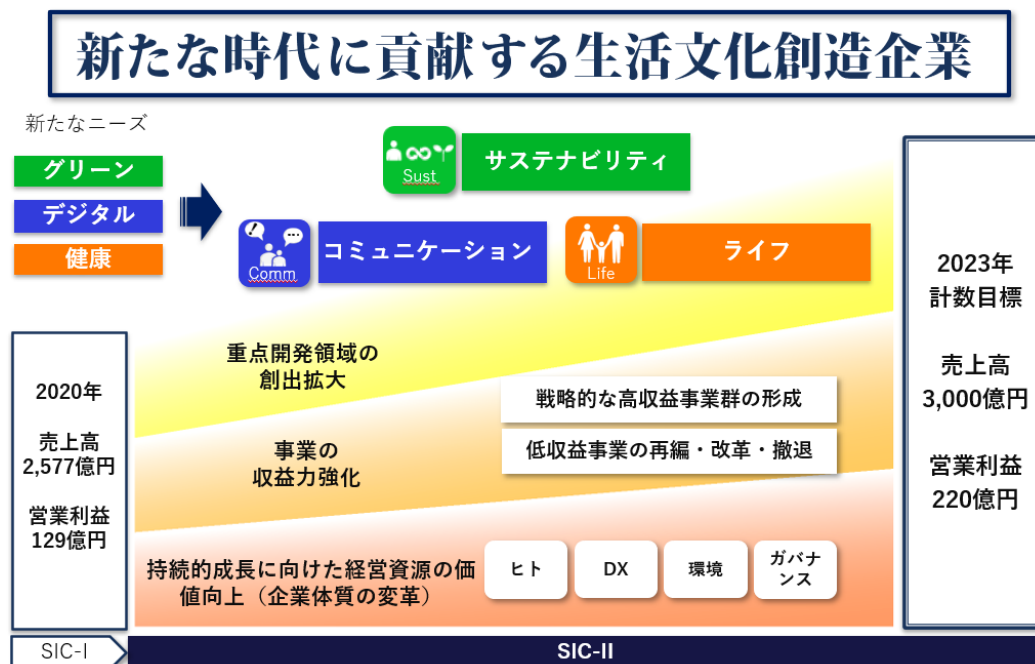 新たな時代に貢献する生活文化創造企業
新たなニーズ
グリーン
デジタル
健康
Sust
サステナビリティ
Comm
コミュニケーション
Life
ライフ
2020年
売上高
2,577億円
営業利益
129億円
重点開発領域の
創出拡大
事業の
収益力強化
戦略的な高収益事業群の形成
低収益事業の再編・改革・撤退
持続的成長に向けた経営資源の価
値向上（企業体質の変革）
ヒト
DX
環境
ガバナ
ンス
2023年
計数目標
売上高
3,000億円
営業利益
220億円
SIC-I
SIC-II